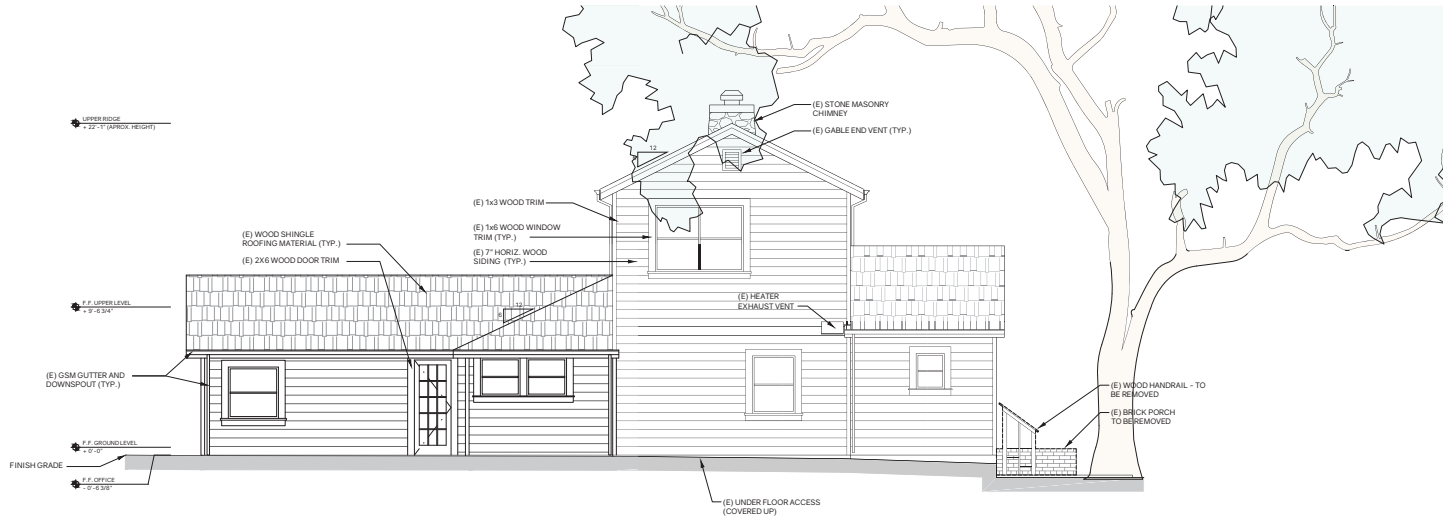 (E) STONE MASONRY
CHIMNEY
UPPER RIDGE
+ 22'-1" (APROX. HEIGHT)
(E) GABLE END VENT (TYP.)
12
(E) 1x3 WOOD TRIM
(E) 1x6 WOOD WINDOW
TRIM (TYP.)
(E) WOOD SHINGLE
ROOFING MATERIAL (TYP.)
(E) 7" HORIZ. WOOD
SIDING (TYP.)
(E) 2X6 WOOD DOOR TRIM
F.F. UPPER LEVEL
+ 9'-6 3/4"
(E) HEATER
EXHAUST VENT
12
6
(E) GSM GUTTER AND
DOWNSPOUT (TYP.)
(E) WOOD HANDRAIL - TO
BE REMOVED
(E) BRICK PORCH
TO BE REMOVED
F.F. GROUND LEVEL
+ 0'-0"
FINISH GRADE
F.F. OFFICE
- 0'-6 3/8"
(E) UNDER FLOOR ACCESS
(COVERED UP)